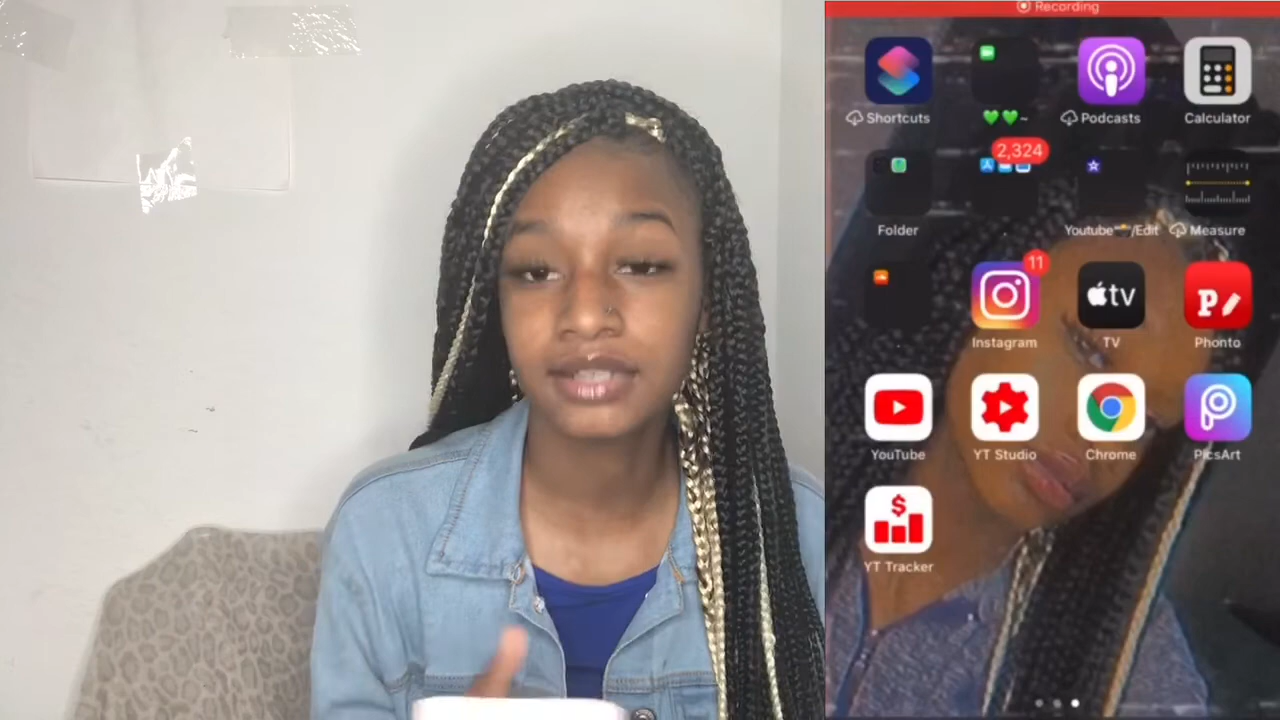 Recording
Shortcuts
💚💚~
Podcasts
Calculator
2,324
Folder
.
Youtube /Edit
Measure
11
Instagram
tv
TV
P
Phonto
YouTube
YT Studio
Chrome
PicsArt
$
YT Tracker